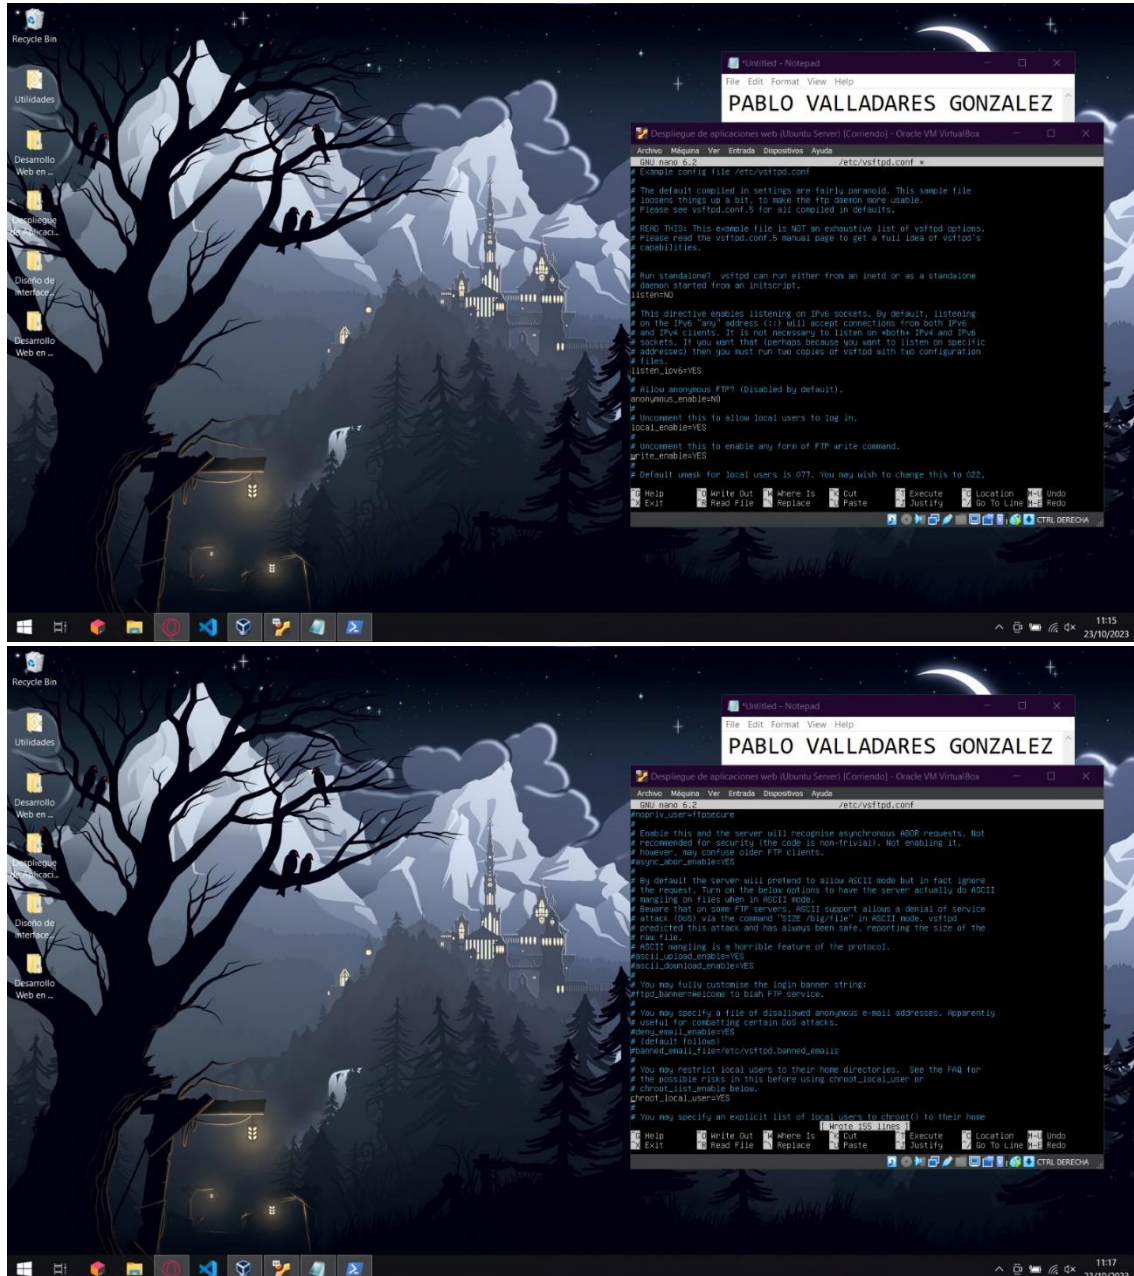 Recycle Bin
Utilidades
Desarrollo
Web en ...
Despliegue
de Aplicaci...
Diseño de
Interface...
Desarrollo
Web en ...
*Untitled - Notepad
File Edit Format View Help
PABLO VALLADARES GONZALEZ
Despliegue de aplicaciones web (Ubuntu Server) [Corriendo] - Oracle VM VirtualBox
Archivo Máquina Ver Entrada Dispositivos Ayuda
GNU nano 6.2 /etc/vsftpd.conf *
# Example config file /etc/vsftpd.conf
#
# The default compiled in settings are fairly paranoid. This sample file
# loosens things up a bit, to make the ftp daemon more usable.
# Please see vsftpd.conf.5 for all compiled in defaults.
#
# READ THIS: This example file is NOT an exhaustive list of vsftpd options.
# Please read the vsftpd.conf.5 manual page to get a full idea of vsftpd's
# capabilities.
#
#
# Run standalone? vsftpd can run either from an inetd or as a standalone
# daemon started from an initscript.
listen=NO
#
# This directive enables listening on IPv6 sockets. By default, listening
# on the IPv6 "any" address (::) will accept connections from both IPv6
# and IPv4 clients. It is not necessary to listen on *both* IPv4 and IPv6
# sockets. If you want that (perhaps because you want to listen on specific
# addresses) then you must run two copies of vsftpd with two configuration
# files.
listen_ipv6=YES
#
# Allow anonymous FTP? (Disabled by default).
anonymous_enable=NO
#
# Uncomment this to allow local users to log in.
local_enable=YES
#
# Uncomment this to enable any form of FTP write command.
write_enable=YES
#
# Default umask for local users is 077. You may wish to change this to 022,
^G Help ^O Write Out ^W Where Is ^K Cut ^T Execute ^C Location M-U Undo
^X Exit ^R Read File ^\ Replace ^U Paste ^J Justify ^/ Go To Line M-E Redo
CTRL DERECHA
11:15
23/10/2023
Recycle Bin
Utilidades
Desarrollo
Web en ...
Despliegue
de Aplicaci...
Diseño de
Interface...
Desarrollo
Web en ...
*Untitled - Notepad
File Edit Format View Help
PABLO VALLADARES GONZALEZ
Despliegue de aplicaciones web (Ubuntu Server) [Corriendo] - Oracle VM VirtualBox
Archivo Máquina Ver Entrada Dispositivos Ayuda
GNU nano 6.2 /etc/vsftpd.conf
#nopriv_user=ftpsecure
#
# Enable this and the server will recognise asynchronous ABOR requests. Not
# recommended for security (the code is non-trivial). Not enabling it,
# however, may confuse older FTP clients.
#async_abor_enable=YES
#
# By default the server will pretend to allow ASCII mode but in fact ignore
# the request. Turn on the below options to have the server actually do ASCII
# mangling on files when in ASCII mode.
# Beware that on some FTP servers, ASCII support allows a denial of service
# attack (DoS) via the command "SIZE /big/file" in ASCII mode. vsftpd
# predicted this attack and has always been safe, reporting the size of the
# raw file.
# ASCII mangling is a horrible feature of the protocol.
#ascii_upload_enable=YES
#ascii_download_enable=YES
#
# You may fully customise the login banner string:
#ftpd_banner=Welcome to blah FTP service.
#
# You may specify a file of disallowed anonymous e-mail addresses. Apparently
# useful for combatting certain DoS attacks.
#deny_email_enable=YES
# (default follows)
#banned_email_file=/etc/vsftpd.banned_emails
#
# You may restrict local users to their home directories. See the FAQ for
# the possible risks in this before using chroot_local_user or
# chroot_list_enable below.
chroot_local_user=YES
#
# You may specify an explicit list of local users to chroot() to their home
[ Wrote 155 lines ]
^G Help ^O Write Out ^W Where Is ^K Cut ^T Execute ^C Location M-U Undo
^X Exit ^R Read File ^\ Replace ^U Paste ^J Justify ^/ Go To Line M-E Redo
CTRL DERECHA
11:17
23/10/2023